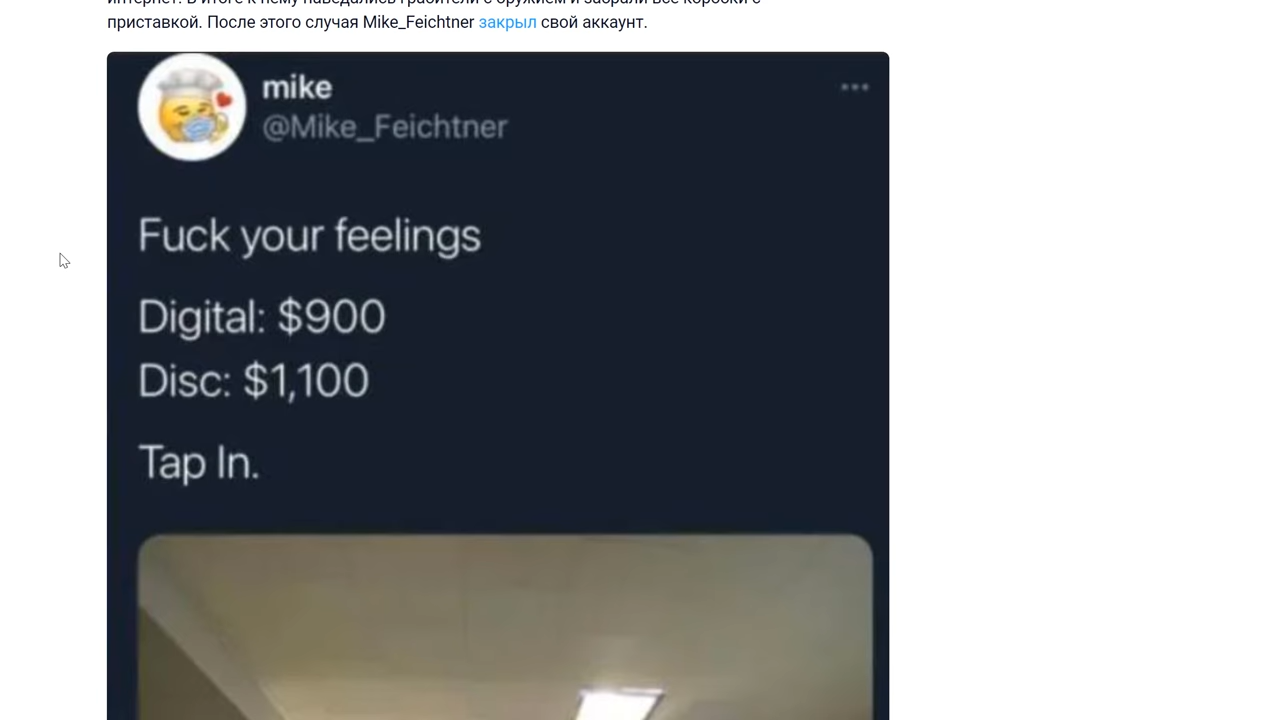 интернет. В итоге к нему наведались грабители с оружием и забрали все коробки с
приставкой. После этого случая Mike_Feichtner закрыл свой аккаунт.
mike
@Mike_Feichtner
Fuck your feelings
Digital: $900
Disc: $1,100
Tap In.